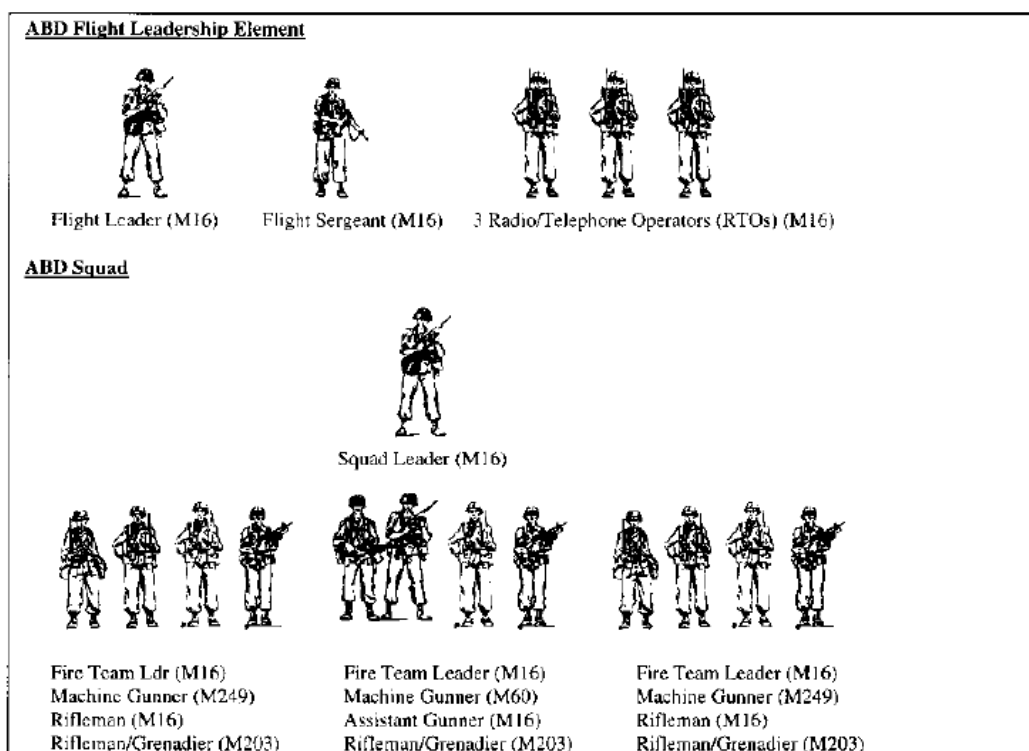 ABD Flight Leadership Element
Flight Leader (M16) Flight Sergeant (M16) 3 Radio/Telephone Operators (RTOs) (M16)
ABD Squad
Squad Leader (M16)
Fire Team Ldr (M16) Fire Team Leader (M16) Fire Team Leader (M16)
Machine Gunner (M249) Machine Gunner (M60) Machine Gunner (M249)
Rifleman (M16) Assistant Gunner (M16) Rifleman (M16)
Rifleman/Grenadier (M203) Rifleman/Grenadier (M203) Rifleman/Grenadier (M203)